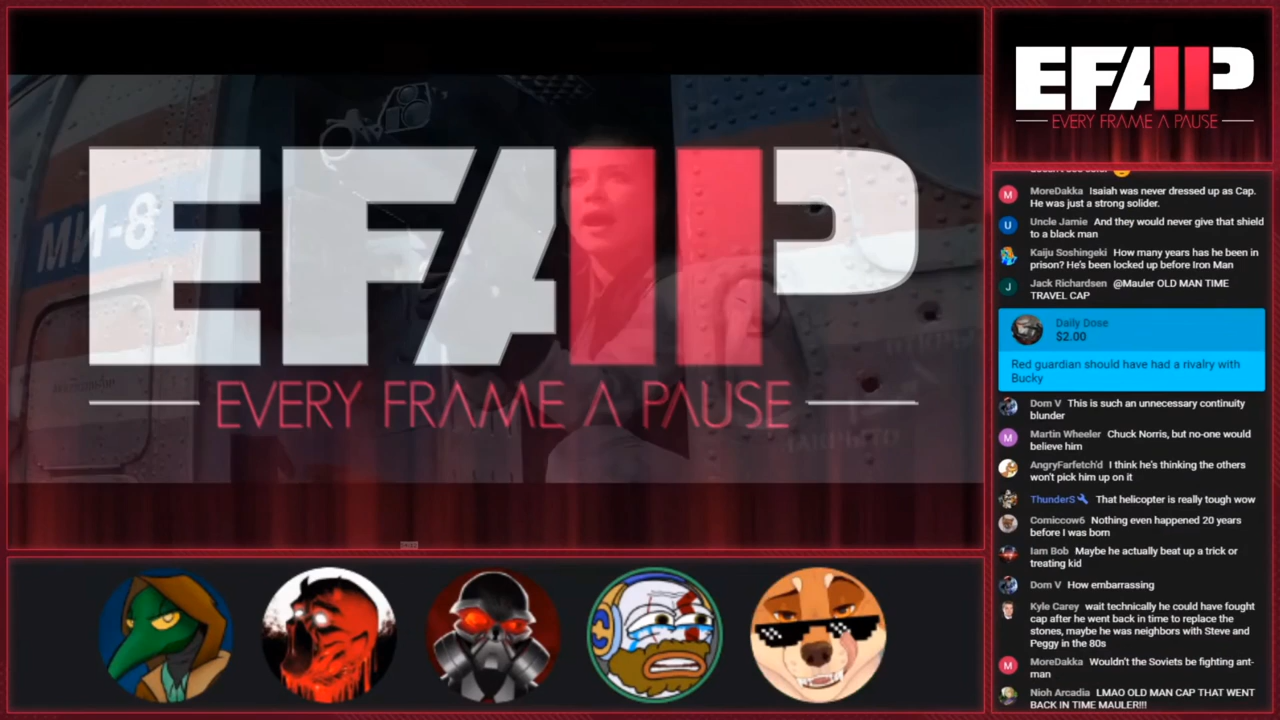 МИ-8
EFAP
EVERY FRAME A PAUSE
EFAP
EVERY FRAME A PAUSE
MoreDakka Isaiah was never dressed up as Cap.
He was just a strong solider.
Uncle Jamie And they would never give that shield
to a black man
Kaiju Soshingeki How many years has he been in
prison? He's been locked up before Iron Man
Jack Richardsen @Mauler OLD MAN TIME
TRAVEL CAP
Daily Dose
$2.00
Red guardian should have had a rivalry with
Bucky
Dom V This is such an unnecessary continuity
blunder
Martin Wheeler Chuck Norris, but no-one would
believe him
AngryFarfetch'd I think he's thinking the others
won't pick him up on it
ThunderS That helicopter is really tough wow
Comiccow6 Nothing even happened 20 years
before I was born
Iam Bob Maybe he actually beat up a trick or
treating kid
Dom V How embarrassing
Kyle Carey wait technically he could have fought
cap after he went back in time to replace the
stones, maybe he was neighbors with Steve and
Peggy in the 80s
MoreDakka Wouldn't the Soviets be fighting ant-
man
Nioh Arcadia LMAO OLD MAN CAP THAT WENT
BACK IN TIME MAULER!!!